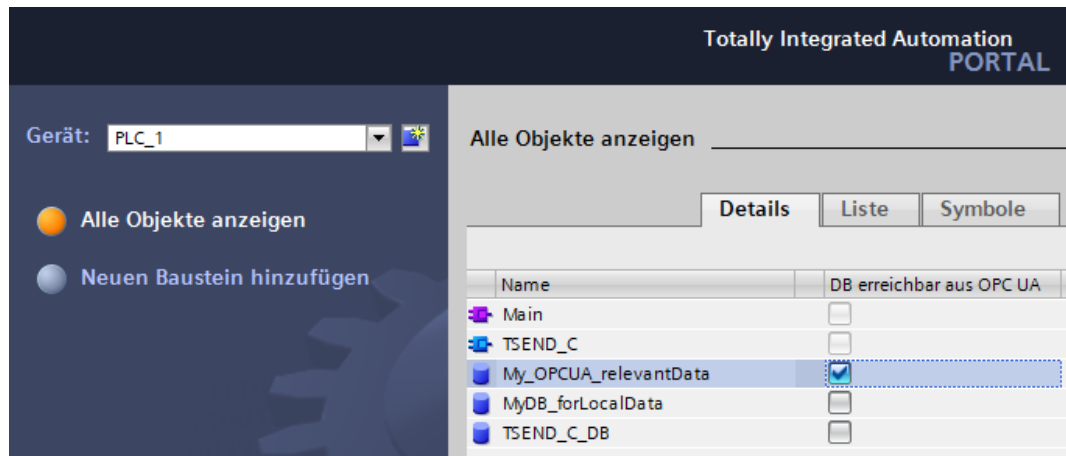 Totally Integrated Automation
PORTAL
Gerät: PLC_1
Alle Objekte anzeigen
Neuen Baustein hinzufügen
Alle Objekte anzeigen
Details Liste Symbole
Name DB erreichbar aus OPC UA
Main
TSEND_C
My_OPCUA_relevantData
MyDB_forLocalData
TSEND_C_DB